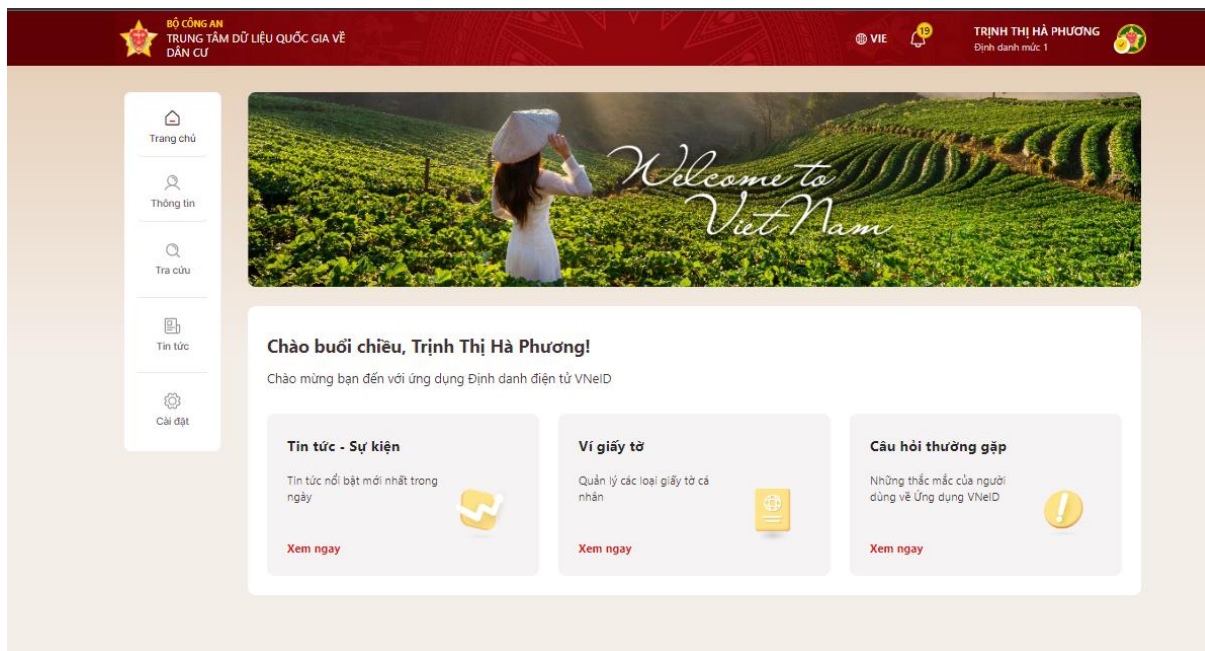 BỘ CÔNG AN
TRUNG TÂM DỮ LIỆU QUỐC GIA VỀ
DÂN CƯ
VIE
19
TRỊNH THỊ HÀ PHƯƠNG
Định danh mức 1
Trang chủ
Thông tin
Tra cứu
Tin tức
Cài đặt
Welcome to
Viet Nam
Chào buổi chiều, Trịnh Thị Hà Phương!
Chào mừng bạn đến với ứng dụng Định danh điện tử VNeID
Tin tức - Sự kiện
Tin tức nổi bật mới nhất trong
ngày
Xem ngay
Ví giấy tờ
Quản lý các loại giấy tờ cá
nhân
Xem ngay
Câu hỏi thường gặp
Những thắc mắc của người
dùng về Ứng dụng VNeID
Xem ngay